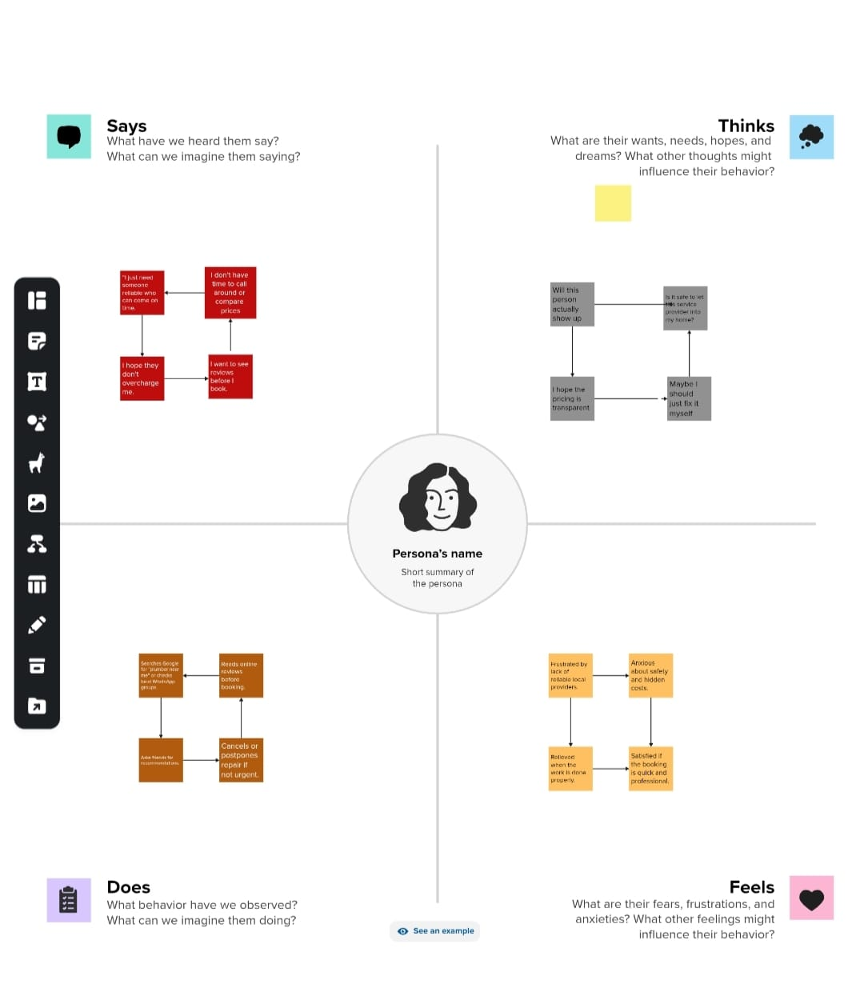 Says
What have we heard them say?
What can we imagine them saying?
Thinks
What are their wants, needs, hopes, and
dreams? What other thoughts might
influence their behavior?
"I just need
someone
reliable who
can come on
time.
I don't have
time to call
around or
compare
prices
I hope they
don't
overcharge
me.
I want to see
reviews
before I
book.
Will this
person
actually
show up
Is it safe to let
this service
provider into
my home?
I hope the
pricing is
transparent
Maybe I
should
just fix it
myself
Persona's name
Short summary of
the persona
Searches Google
for "plumber near
me" or checks
local WhatsApp
groups.
Reads online
reviews
before
booking.
Asks friends for
recommendations.
Cancels or
postpones
repair if
not urgent.
Frustrated by
lack of
reliable local
providers.
Anxious
about safety
and hidden
costs.
Relieved
when the
work is done
properly.
Satisfied if
the booking
is quick and
professional.
Does
What behavior have we observed?
What can we imagine them doing?
Feels
What are their fears, frustrations, and
anxieties? What other feelings might
influence their behavior?
See an example